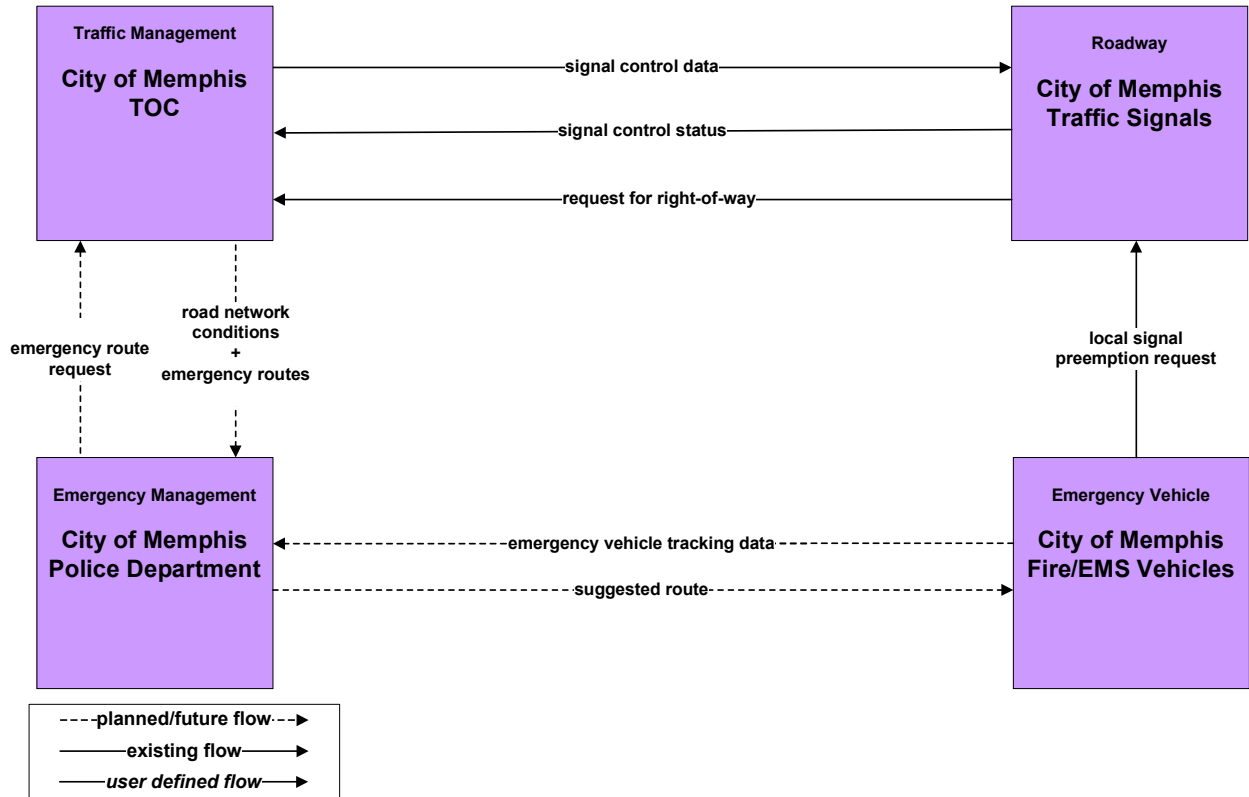 Traffic Management
City of Memphis
TOC
Roadway
City of Memphis
Traffic Signals
signal control data
signal control status
request for right-of-way
emergency route
request
road network
conditions
+
emergency routes
local signal
preemption request
Emergency Management
City of Memphis
Police Department
Emergency Vehicle
City of Memphis
Fire/EMS Vehicles
emergency vehicle tracking data
suggested route
planned/future flow
existing flow
user defined flow